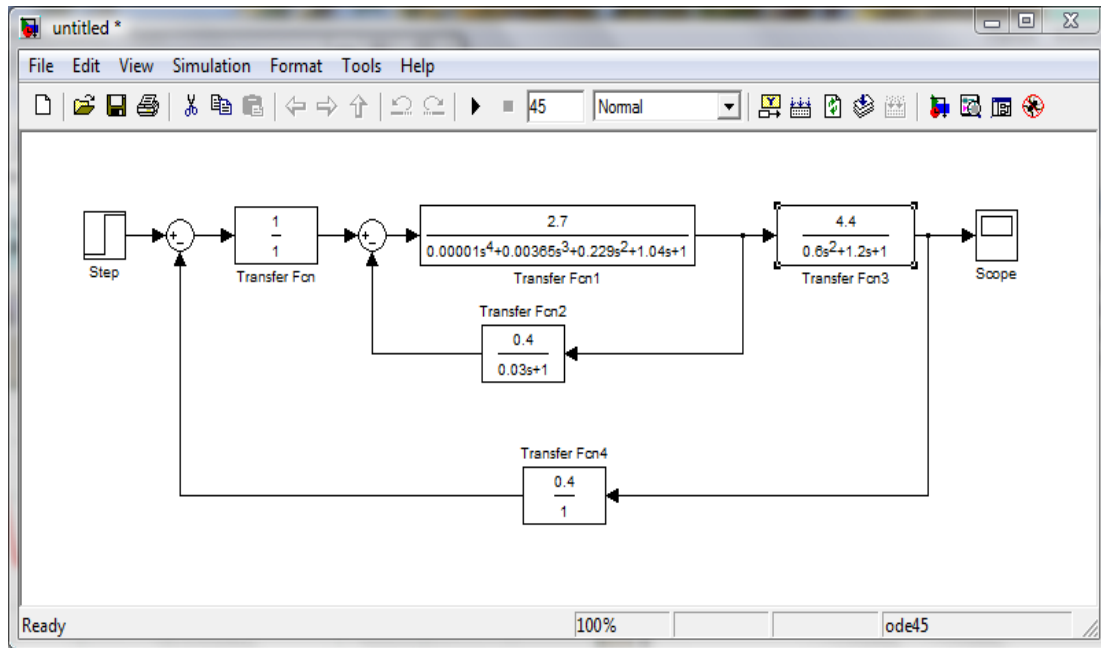 untitled *
File Edit View Simulation Format Tools Help
45 Normal
Step
+
-
1
1
Transfer Fcn
+
-
2.7
0.00001s4+0.00365s3+0.229s2+1.04s+1
Transfer Fcn1
4.4
0.6s2+1.2s+1
Transfer Fcn3
Scope
Transfer Fcn2
0.4
0.03s+1
Transfer Fcn4
0.4
1
Ready 100% ode45